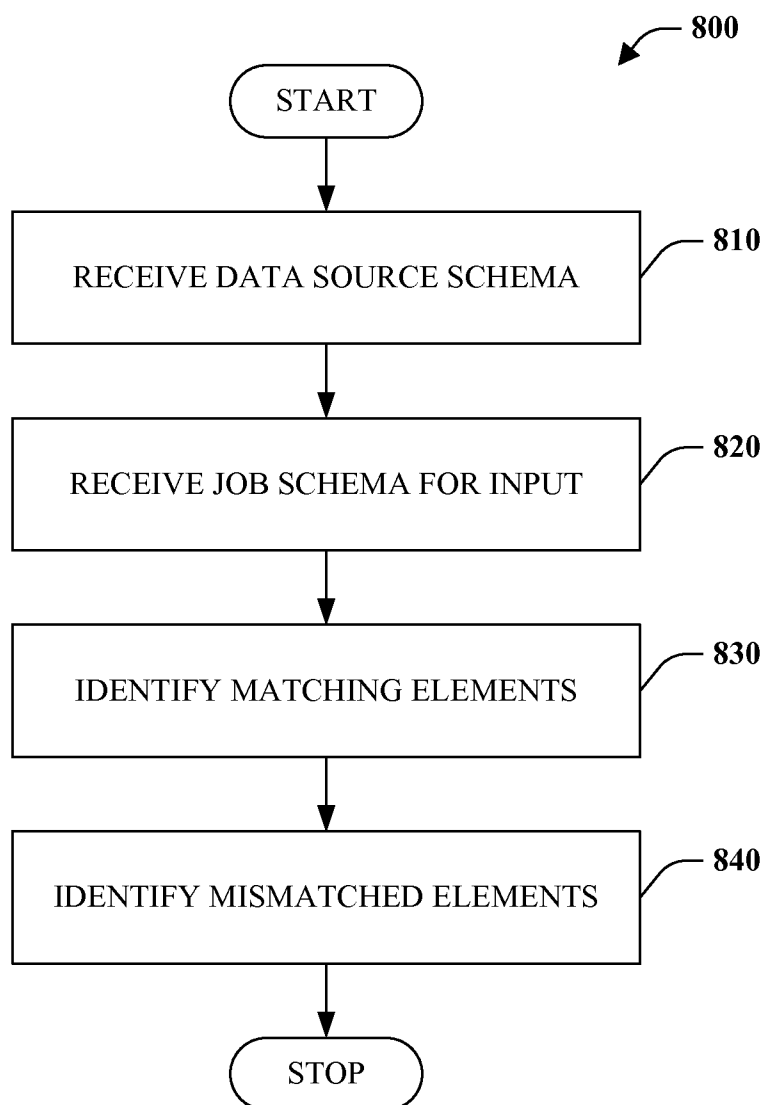 800
START
RECEIVE DATA SOURCE SCHEMA
810
RECEIVE JOB SCHEMA FOR INPUT
820
IDENTIFY MATCHING ELEMENTS
830
IDENTIFY MISMATCHED ELEMENTS
840
STOP